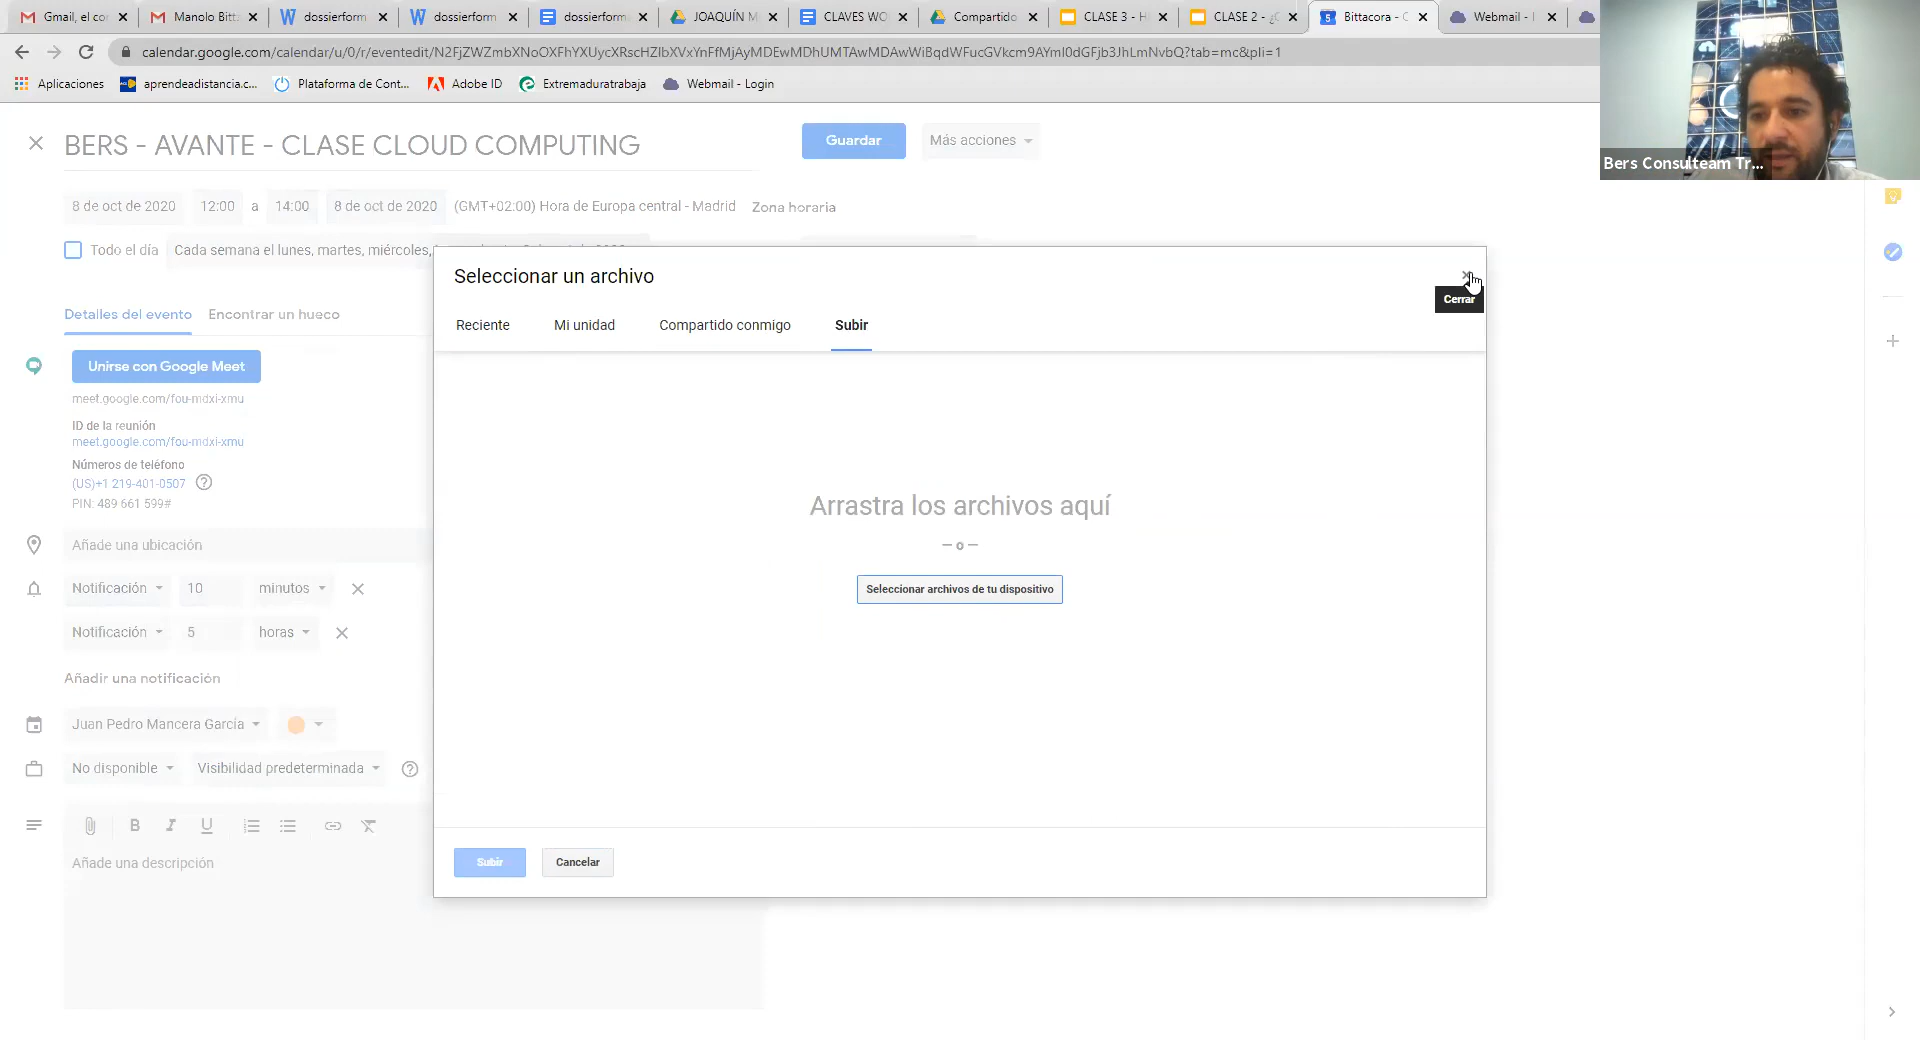 Gmail, el co
Manolo Bitt
dossierform
dossierform
dossierform
JOAQUÍN M
CLAVES WO
Compartido
CLASE 3 - H
CLASE 2 - ¿
Bittacora - C
Webmail -
calendar.google.com/calendar/u/0/r/eventedit/N2FjZWZmbXNoOXFhYXUycXRscHZlbXVxYnFfMjAyMDEwMDhUMTAwMDAwWiBqdWFucGVkcm9AYml0dGFjb3JhLmNvbQ?tab=mc&pli=1
Aplicaciones
aprendeadistancia.c...
Plataforma de Cont...
Adobe ID
Extremaduratrabaja
Webmail - Login
Bers Consulteam Tr...
BERS - AVANTE - CLASE CLOUD COMPUTING
Guardar
Más acciones
8 de oct de 2020
12:00
a
14:00
8 de oct de 2020
(GMT+02:00) Hora de Europa central - Madrid
Zona horaria
Todo el día
Cada semana el lunes, martes, miércoles,
Detalles del evento
Encontrar un hueco
Unirse con Google Meet
meet.google.com/fou-mdxi-xmu
ID de la reunión
meet.google.com/fou-mdxi-xmu
Números de teléfono
(US)+1 219-401-0507
PIN: 489 661 599#
Añade una ubicación
Notificación
10
minutos
Notificación
5
horas
Añadir una notificación
Juan Pedro Mancera García
No disponible
Visibilidad predeterminada
B I U
Añade una descripción
Seleccionar un archivo
Cerrar
Reciente
Mi unidad
Compartido conmigo
Subir
Arrastra los archivos aquí
— o —
Seleccionar archivos de tu dispositivo
Subir
Cancelar